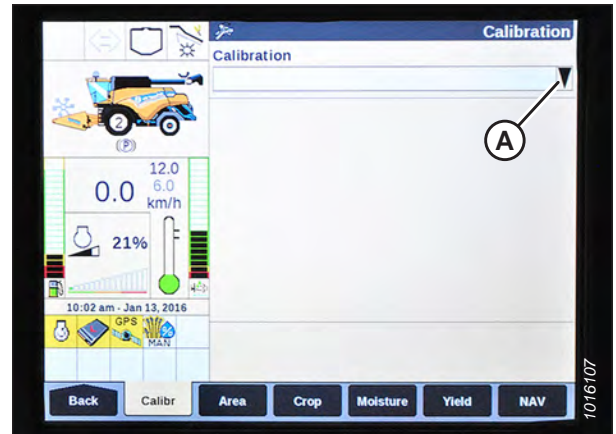 Calibration
Calibration
A
2
(P)
12.0
6.0
0.0 km/h
21%
10:02 am - Jan 13, 2016
GPS
MAN
Back Calibr Area Crop Moisture Yield NAV
1016107